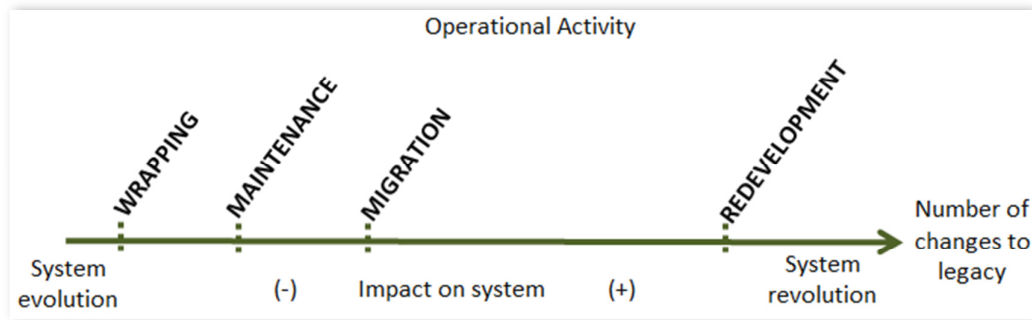 Operational Activity
WRAPPING
MAINTENANCE
MIGRATION
REDEVELOPMENT
Number of
changes to
legacy
System
evolution
(-)
Impact on system
(+)
System
revolution